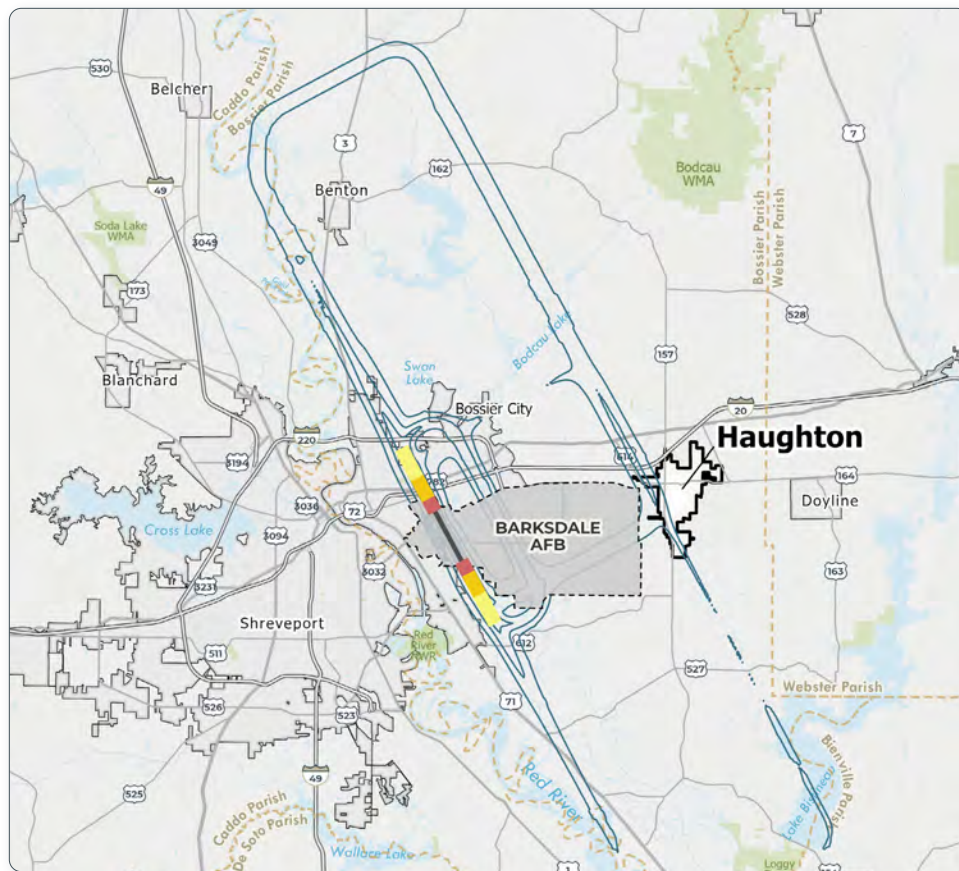 530
Belcher
Caddo Parish
Bossier Parish
3
7
162
Bodcau
WMA
49
Benton
Soda Lake
WMA
3049
Bossier Parish
Webster Parish
173
528
Bodcau Lake
157
Swan
Lake
Blanchard
Bossier City
20
220
Haughton
3194
614
164
782
3036
72
Doyline
BARKSDALE
AFB
Cross Lake
3094
3032
163
3231
Shreveport
Red
River
NWR
612
511
527
Webster Parish
526
71
523
Bienville Parish
49
Red River
Lake Bistineau
525
Caddo Parish
De Soto Parish
Wallace Lake
1
Loggy